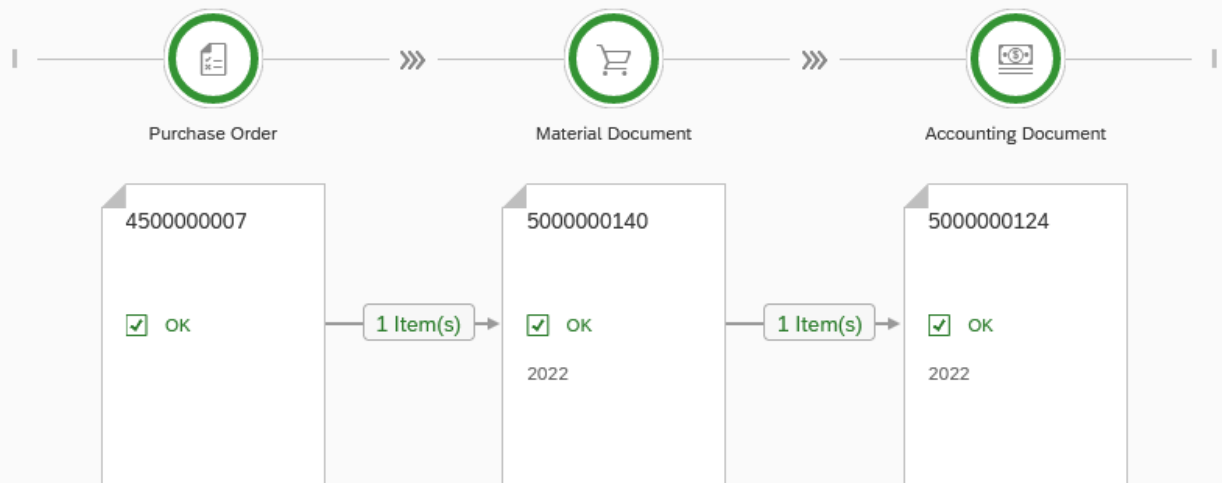 Purchase Order
Material Document
Accounting Document
4500000007
5000000140
5000000124
OK
1 Item(s)
OK
1 Item(s)
OK
2022
2022